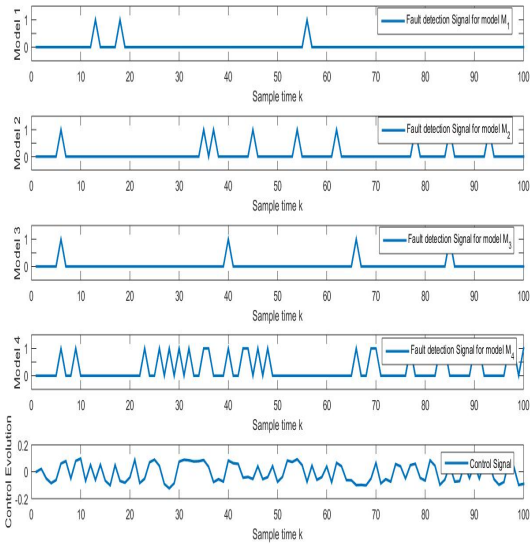 Model 1
1
0
Fault detection Signal for model M1
0 10 20 30 40 50 60 70 80 90 100
Sample time k
Model 2
1
0
Fault detection Signal for model M2
0 10 20 30 40 50 60 70 80 90 100
Sample time k
Model 3
1
0
Fault detection Signal for model M3
0 10 20 30 40 50 60 70 80 90 100
Sample time k
Model 4
1
0
Fault detection Signal for model M4
0 10 20 30 40 50 60 70 80 90 100
Sample time k
Control Evolution
0.2
0
-0.2
Control Signal
0 10 20 30 40 50 60 70 80 90 100
Sample time k